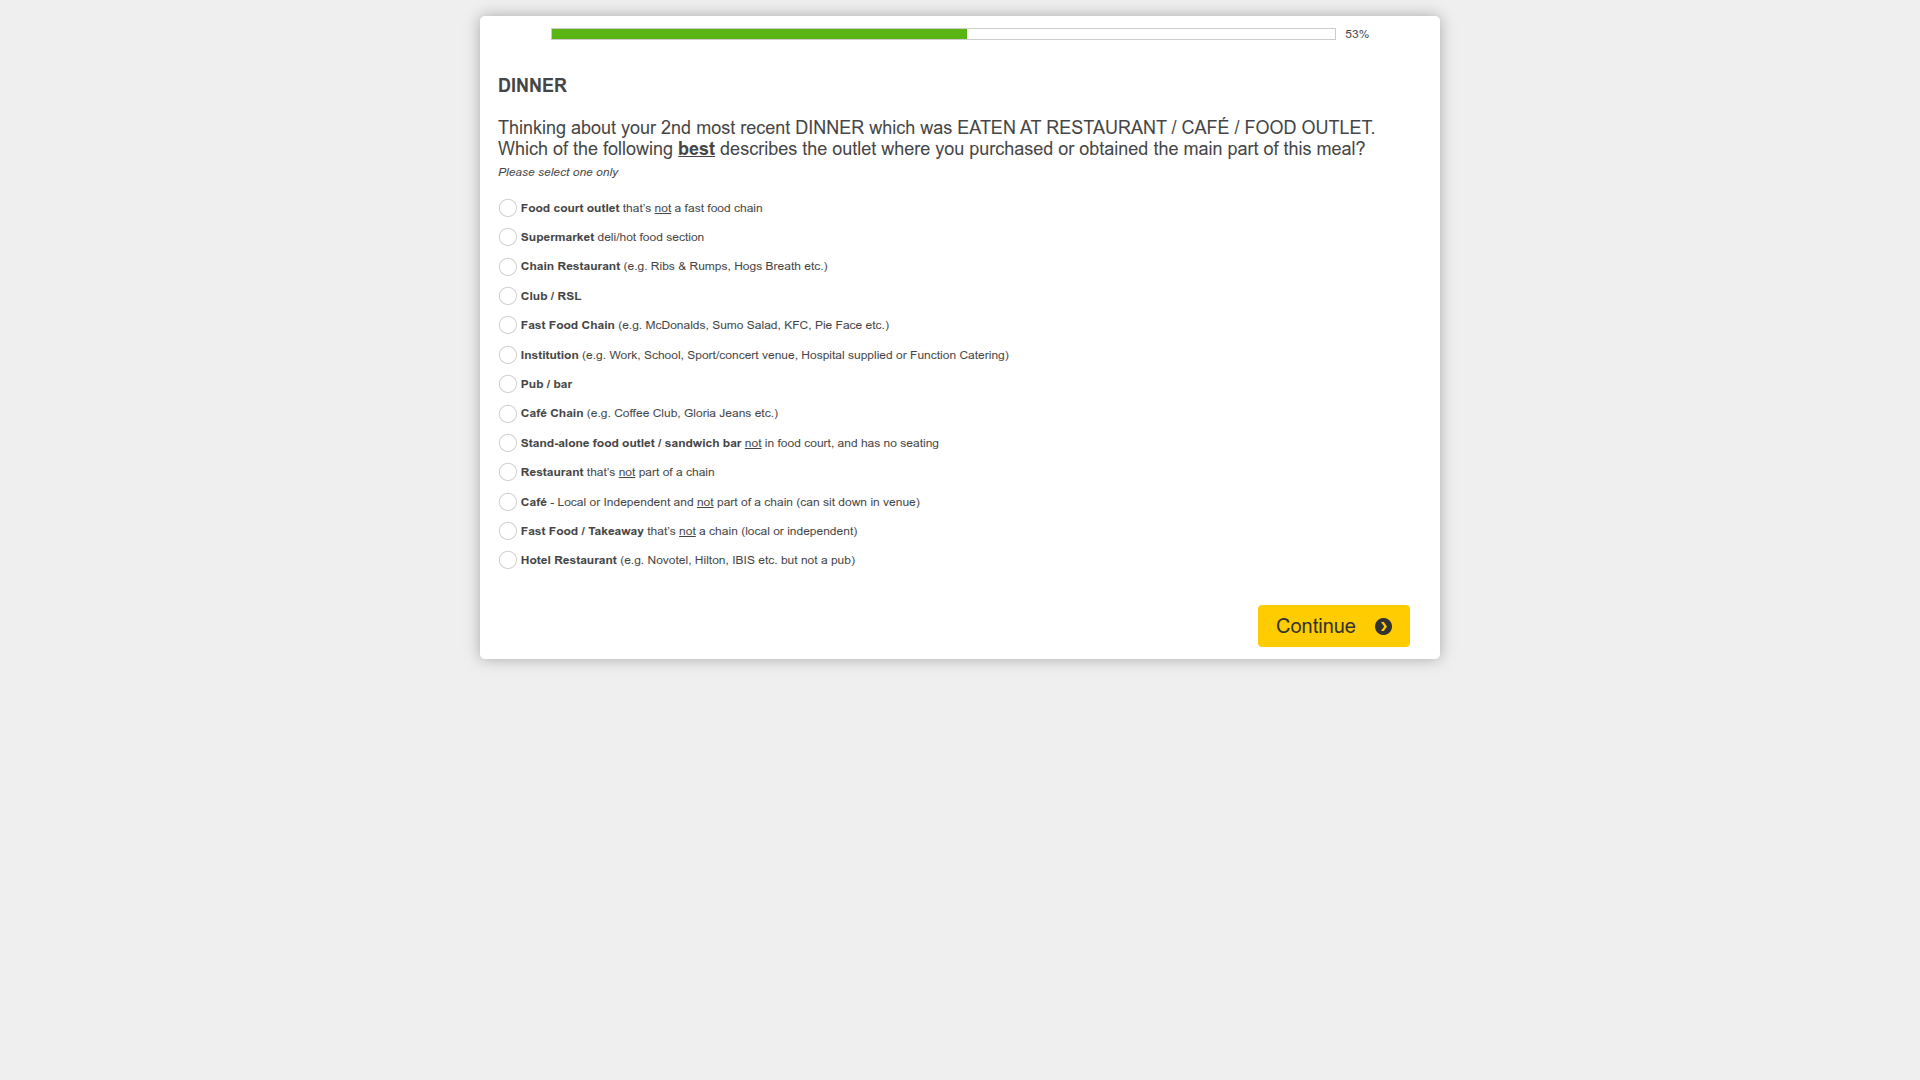 53%
DINNER
Thinking about your 2nd most recent DINNER which was EATEN AT RESTAURANT / CAFÉ / FOOD OUTLET.
Which of the following best describes the outlet where you purchased or obtained the main part of this meal?
Please select one only
Food court outlet that's not a fast food chain
Supermarket deli/hot food section
Chain Restaurant (e.g. Ribs & Rumps, Hogs Breath etc.)
Club / RSL
Fast Food Chain (e.g. McDonalds, Sumo Salad, KFC, Pie Face etc.)
Institution (e.g. Work, School, Sport/concert venue, Hospital supplied or Function Catering)
Pub / bar
Café Chain (e.g. Coffee Club, Gloria Jeans etc.)
Stand-alone food outlet / sandwich bar not in food court, and has no seating
Restaurant that's not part of a chain
Café - Local or Independent and not part of a chain (can sit down in venue)
Fast Food / Takeaway that's not a chain (local or independent)
Hotel Restaurant (e.g. Novotel, Hilton, IBIS etc. but not a pub)
Continue